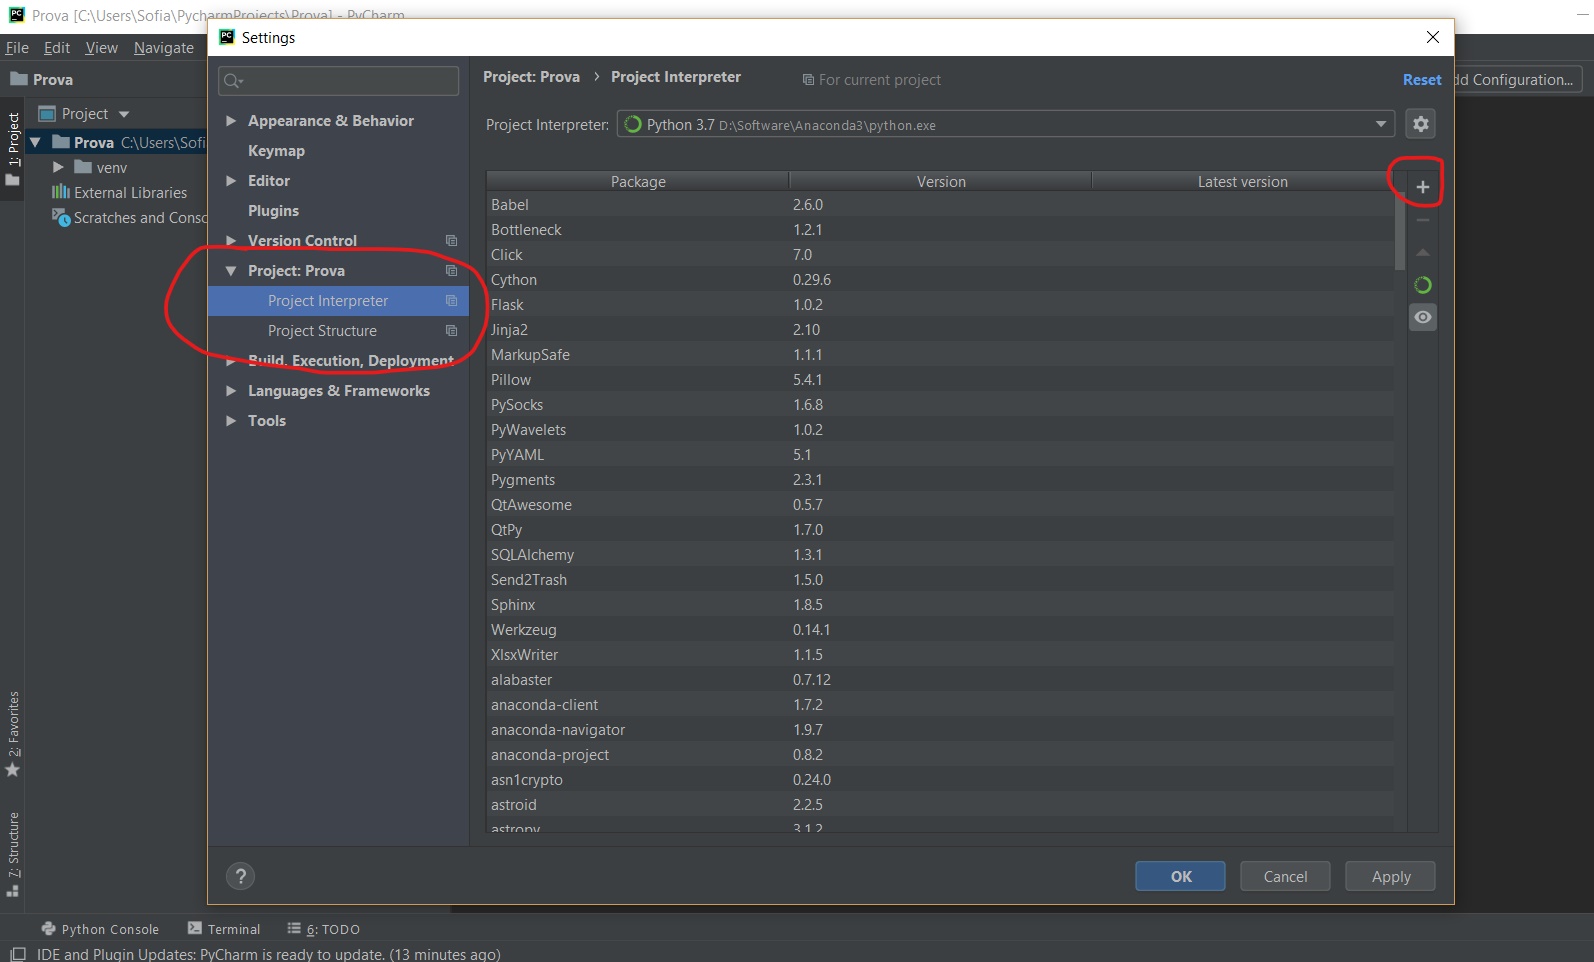 Prova [C:\Users\Sofia\PycharmProjects\Prova] - PyCharm
File Edit View Navigate
Prova
Add Configuration...
1: Project
Project
Prova C:\Users\Sofi
venv
External Libraries
Scratches and Conso
2: Favorites
7: Structure
Settings
Appearance & Behavior
Keymap
Editor
Plugins
Version Control
Project: Prova
Project Interpreter
Project Structure
Build, Execution, Deployment
Languages & Frameworks
Tools
Project: Prova › Project Interpreter For current project Reset
Project Interpreter: Python 3.7 D:\Software\Anaconda3\python.exe
Package Version Latest version
Babel 2.6.0
Bottleneck 1.2.1
Click 7.0
Cython 0.29.6
Flask 1.0.2
Jinja2 2.10
MarkupSafe 1.1.1
Pillow 5.4.1
PySocks 1.6.8
PyWavelets 1.0.2
PyYAML 5.1
Pygments 2.3.1
QtAwesome 0.5.7
QtPy 1.7.0
SQLAlchemy 1.3.1
Send2Trash 1.5.0
Sphinx 1.8.5
Werkzeug 0.14.1
XlsxWriter 1.1.5
alabaster 0.7.12
anaconda-client 1.7.2
anaconda-navigator 1.9.7
anaconda-project 0.8.2
asn1crypto 0.24.0
astroid 2.2.5
astropy 3.1.2
? OK Cancel Apply
Python Console Terminal 6: TODO
IDE and Plugin Updates: PyCharm is ready to update. (13 minutes ago)